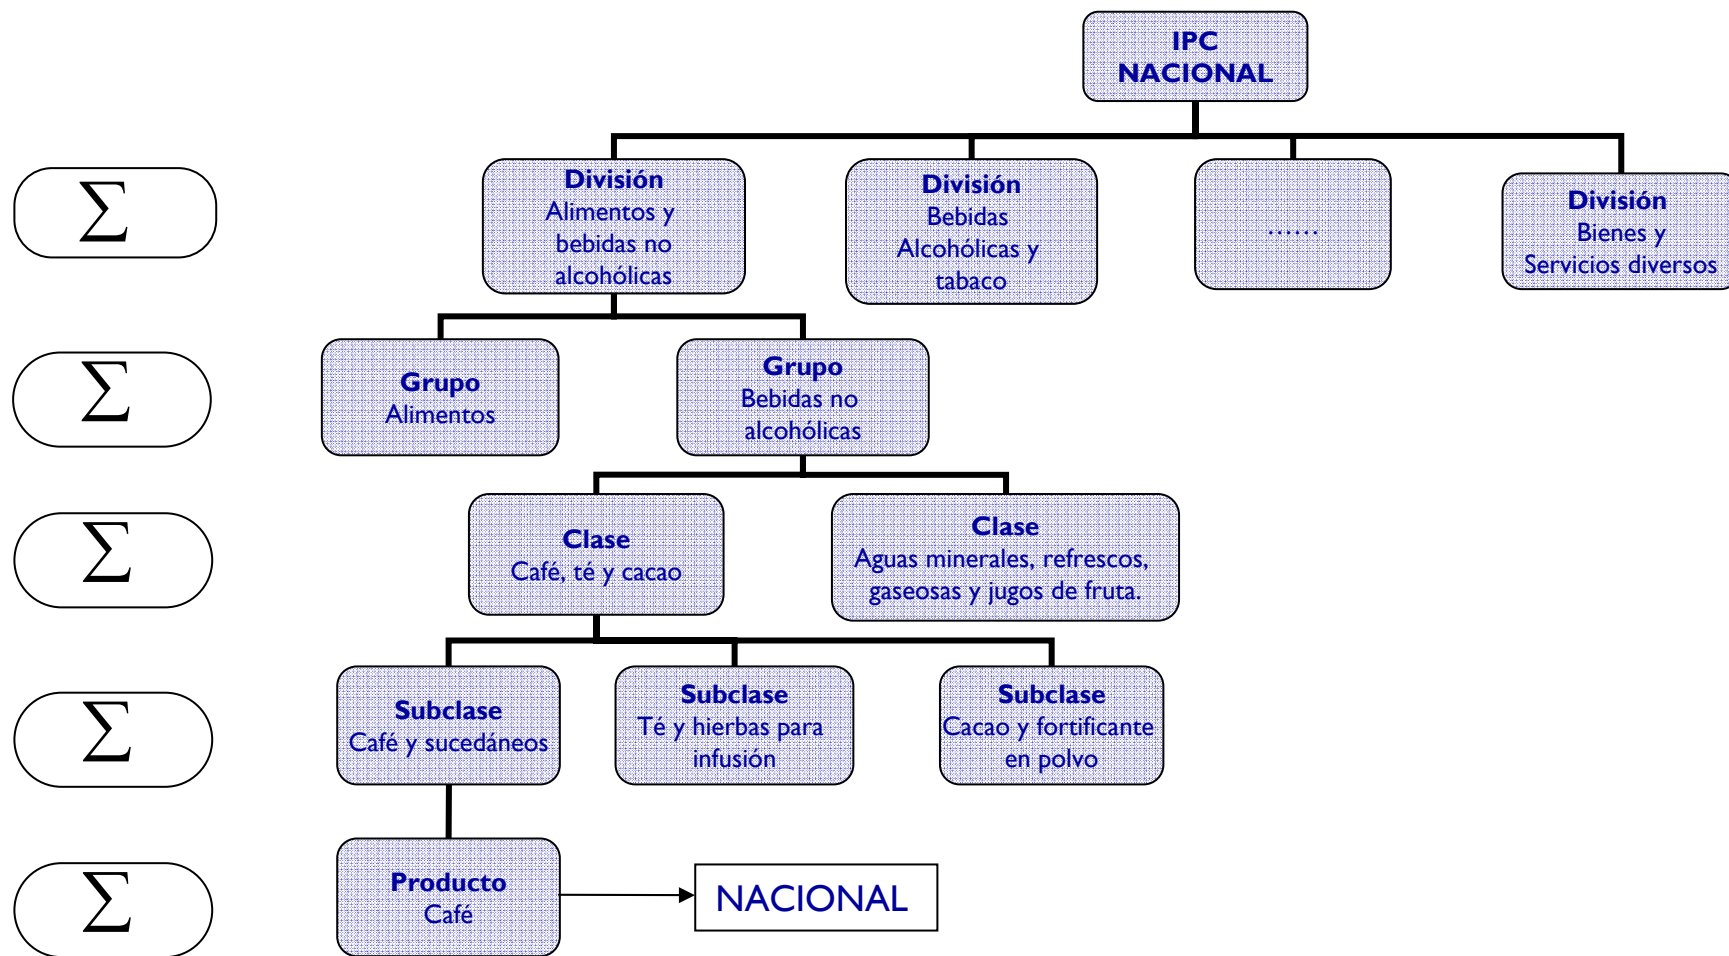 IPC
NACIONAL
∑
División
Alimentos y
bebidas no
alcohólicas
División
Bebidas
Alcohólicas y
tabaco
......
División
Bienes y
Servicios diversos
∑
Grupo
Alimentos
Grupo
Bebidas no
alcohólicas
∑
Clase
Café, té y cacao
Clase
Aguas minerales, refrescos,
gaseosas y jugos de fruta.
∑
Subclase
Café y sucedáneos
Subclase
Té y hierbas para
infusión
Subclase
Cacao y fortificante
en polvo
∑
Producto
Café
NACIONAL